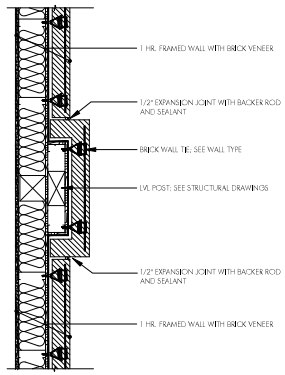 1 HR. FRAMED WALL WITH BRICK VENEER
1/2" EXPANSION JOINT WITH BACKER ROD
AND SEALANT
BRICK WALL TIE; SEE WALL TYPE
LVL POST; SEE STRUCTURAL DRAWINGS
1/2" EXPANSION JOINT WITH BACKER ROD
AND SEALANT
1 HR. FRAMED WALL WITH BRICK VENEER